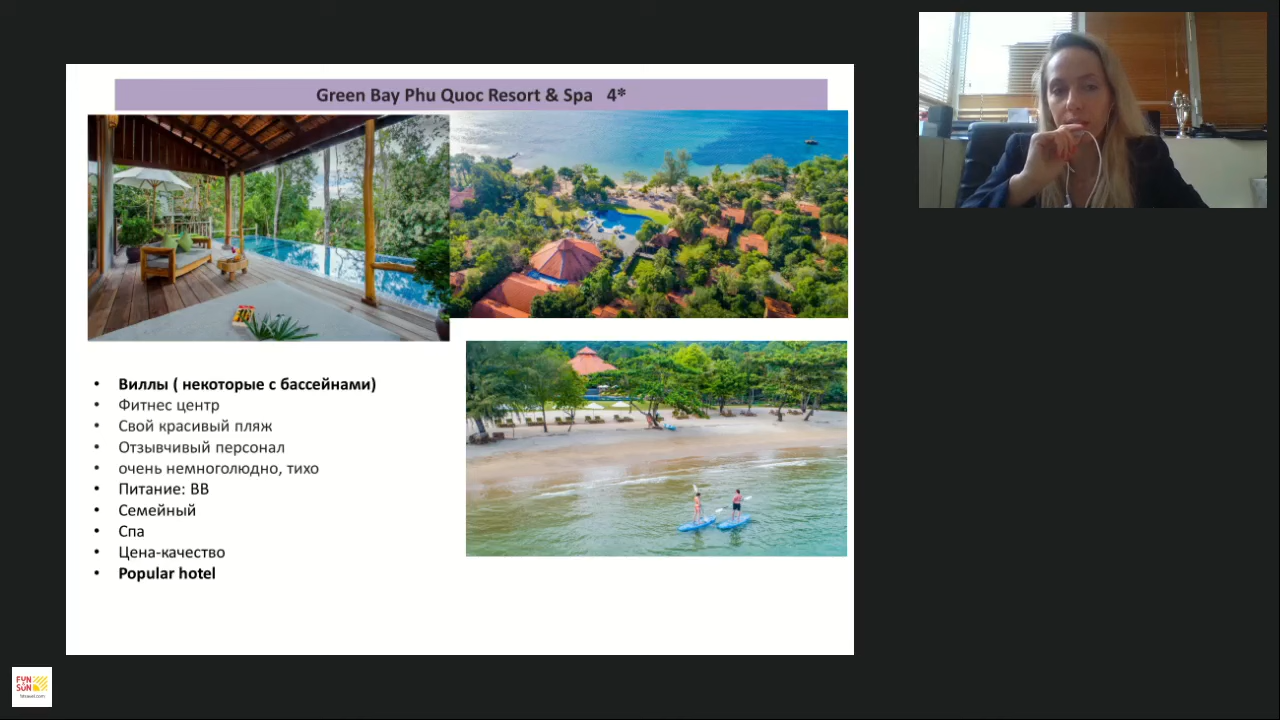 Green Bay Phu Quoc Resort & Spa 4*
• Виллы ( некоторые с бассейнами)
• Фитнес центр
• Свой красивый пляж
• Отзывчивый персонал
• очень немноголюдно, тихо
• Питание: BB
• Семейный
• Спа
• Цена-качество
• Popular hotel
FUN
&SUN